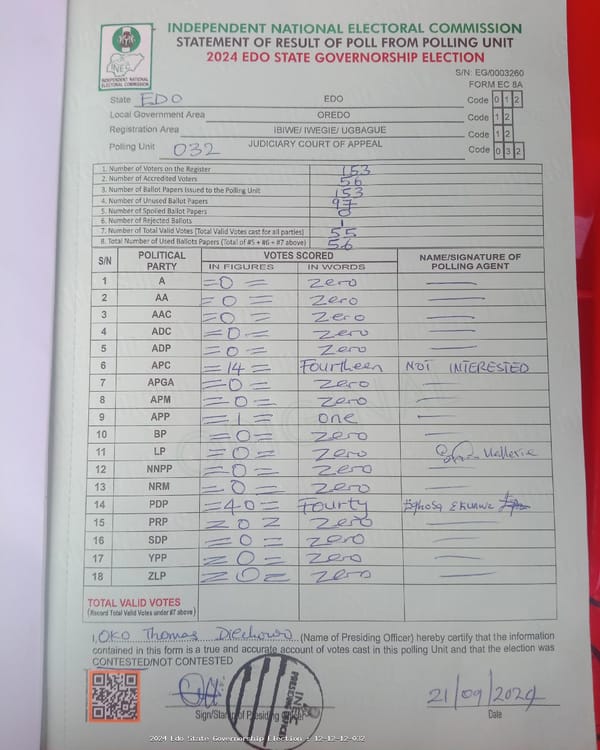 INDEPENDENT NATIONAL ELECTORAL COMMISSION
STATEMENT OF RESULT OF POLL FROM POLLING UNIT
2024 EDO STATE GOVERNORSHIP ELECTION
INEC
INDEPENDENT NATIONAL ELECTORAL COMMISSION
S/N: EG/0003260
FORM EC 8A
State EDO EDO Code 0 1 2
Local Government Area OREDO Code 1 2
Registration Area IBIWE/ IWEGIE/ UGBAGUE Code 1 2
Polling Unit 032 JUDICIARY COURT OF APPEAL Code 0 3 2
1. Number of Voters on the Register 153
2. Number of Accredited Voters 56
3. Number of Ballot Papers Issued to the Polling Unit 153
4. Number of Unused Ballot Papers 97
5. Number of Spoiled Ballot Papers 0
6. Number of Rejected Ballots 1
7. Number of Total Valid Votes (Total Valid Votes cast for all parties) 55
8. Total Number of Used Ballots Papers (Total of #5 + #6 + #7 above) 56
S/N POLITICAL PARTY VOTES SCORED NAME/SIGNATURE OF POLLING AGENT
IN FIGURES IN WORDS
1 A =0= Zero —
2 AA =0= Zero —
3 AAC =0= Zero —
4 ADC =0= Zero —
5 ADP =0= Zero —
6 APC =14= Fourtheen NOT INTERESTED
7 APGA =0= Zero —
8 APM =0= Zero —
9 APP =1= one —
10 BP =0= Zero —
11 LP =0= Zero
12 NNPP =0= Zero —
13 NRM =0= Zero —
14 PDP =40= Fourty
15 PRP =0= Zero —
16 SDP =0= Zero —
17 YPP =0= Zero —
18 ZLP =0= Zero —
TOTAL VALID VOTES
(Record Total Valid Votes under #7 above)
I, OKO Thomas (Name of Presiding Officer) hereby certify that the information
contained in this form is a true and accurate account of votes cast in this polling Unit and that the election was
CONTESTED/NOT CONTESTED
21/09/2024
Sign/Stamp of Presiding Officer Date
INEC
2024 Edo State Governorship Election - 12-12-12-032